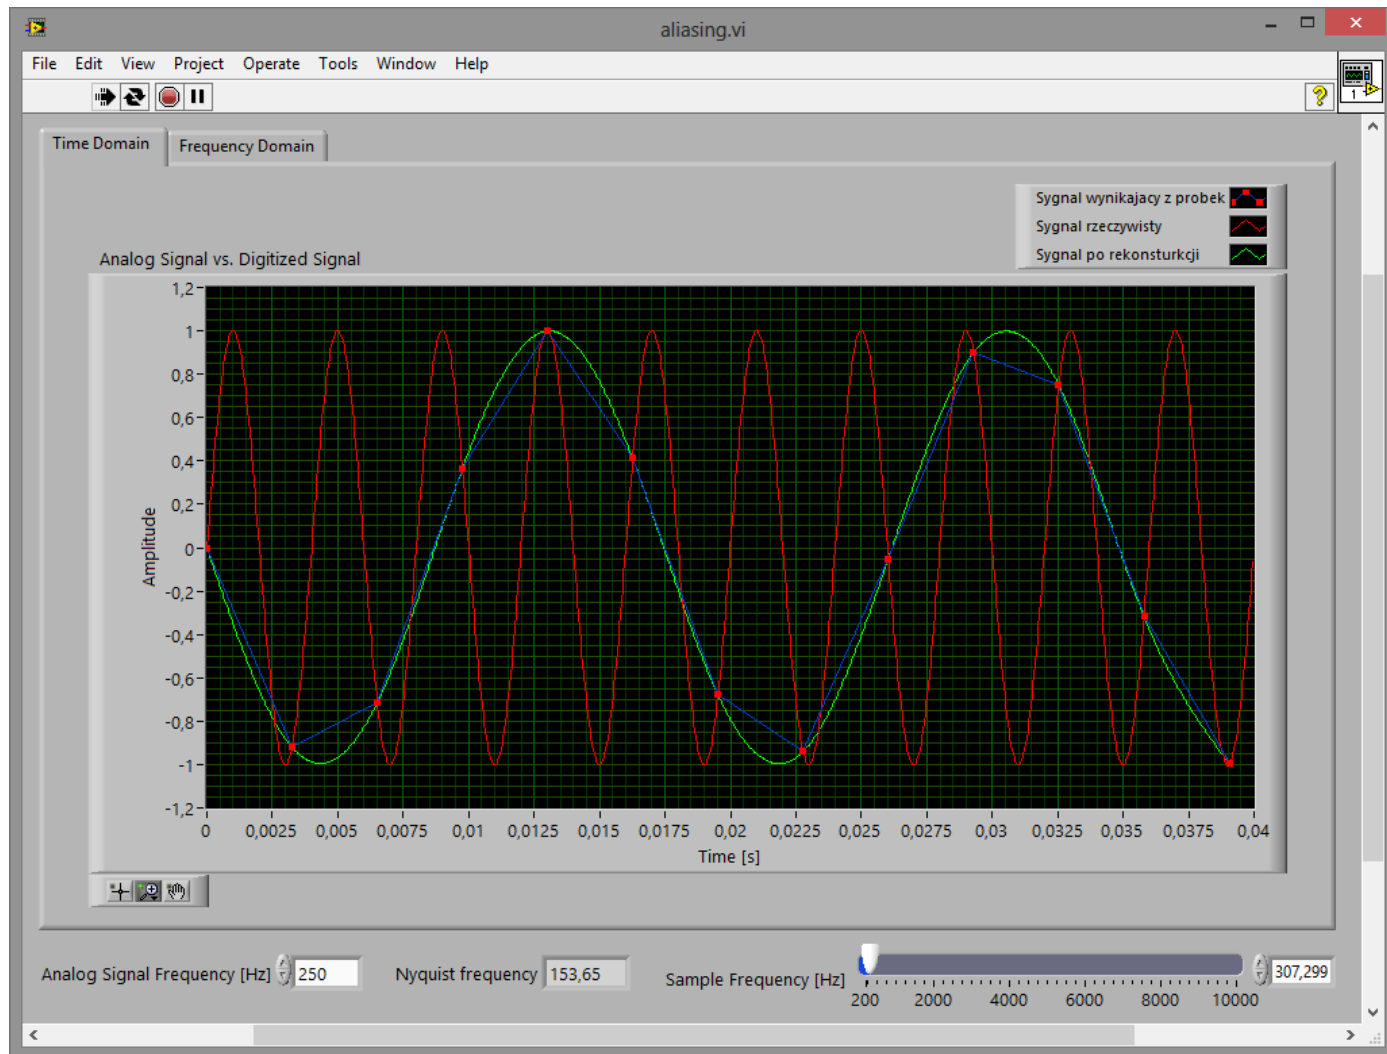 aliasing.vi
File Edit View Project Operate Tools Window Help
1
Time Domain Frequency Domain
Sygnal wynikajacy z probek
Sygnal rzeczywisty
Sygnal po rekonsturkcji
Analog Signal vs. Digitized Signal
1,2
1
0,8
0,6
0,4
0,2
0
-0,2
-0,4
-0,6
-0,8
-1
-1,2
Amplitude
0 0,0025 0,005 0,0075 0,01 0,0125 0,015 0,0175 0,02 0,0225 0,025 0,0275 0,03 0,0325 0,035 0,0375 0,04
Time [s]
Analog Signal Frequency [Hz] 250 Nyquist frequency 153,65 Sample Frequency [Hz] 307,299
200 2000 4000 6000 8000 10000